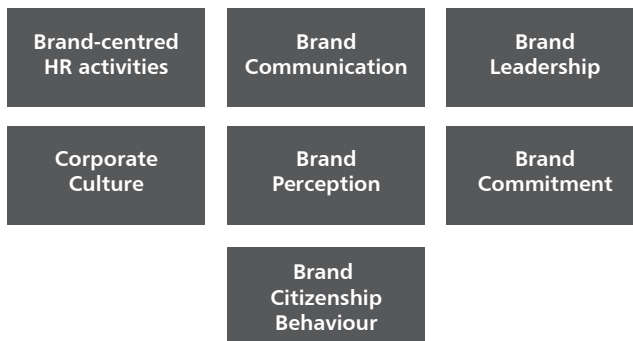 Brand-centred
HR activities
Brand
Communication
Brand
Leadership
Corporate
Culture
Brand
Perception
Brand
Commitment
Brand
Citizenship
Behaviour